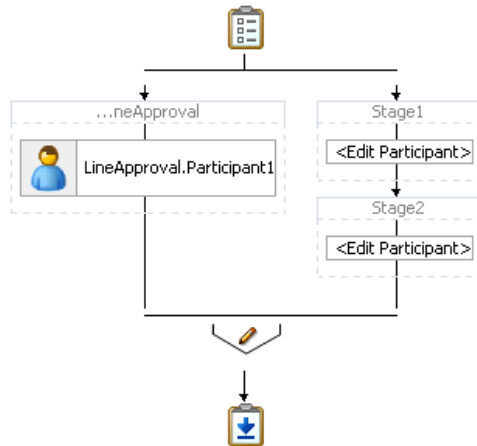 ...neApproval
LineApproval.Participant1
Stage1
<Edit Participant>
Stage2
<Edit Participant>